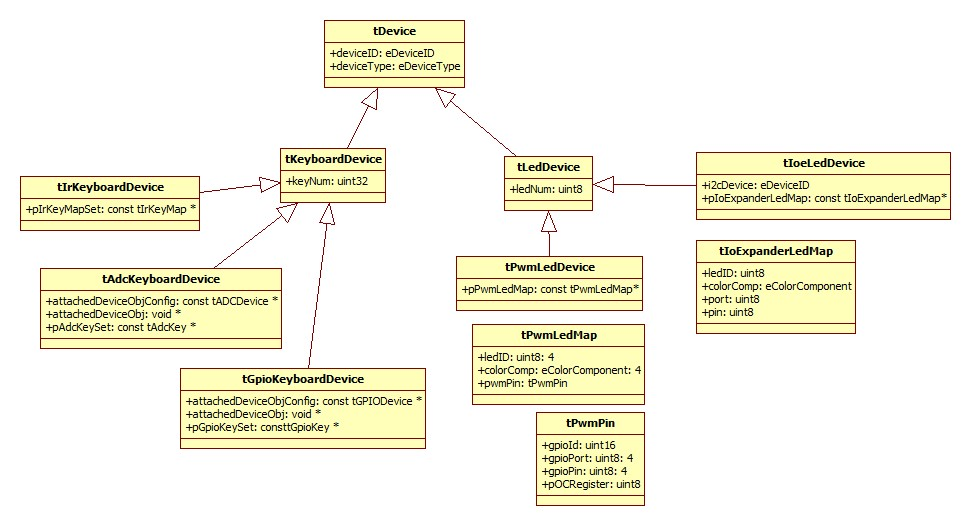 tDevice
+deviceID: eDeviceID
+deviceType: eDeviceType
tKeyboardDevice
+keyNum: uint32
tLedDevice
+ledNum: uint8
tIoeLedDevice
+i2cDevice: eDeviceID
+pIoExpanderLedMap: const tIoExpanderLedMap*
tIrKeyboardDevice
+pIrKeyMapSet: const tIrKeyMap *
tIoExpanderLedMap
+ledID: uint8
+colorComp: eColorComponent
+port: uint8
+pin: uint8
tAdcKeyboardDevice
+attachedDeviceObjConfig: const tADCDevice *
+attachedDeviceObj: void *
+pAdcKeySet: const tAdcKey *
tPwmLedDevice
+pPwmLedMap: const tPwmLedMap*
tPwmLedMap
+ledID: uint8: 4
+colorComp: eColorComponent: 4
+pwmPin: tPwmPin
tGpioKeyboardDevice
+attachedDeviceObjConfig: const tGPIODevice *
+attachedDeviceObj: void *
+pGpioKeySet: consttGpioKey *
tPwmPin
+gpioId: uint16
+gpioPort: uint8: 4
+gpioPin: uint8: 4
+pOCRegister: uint8